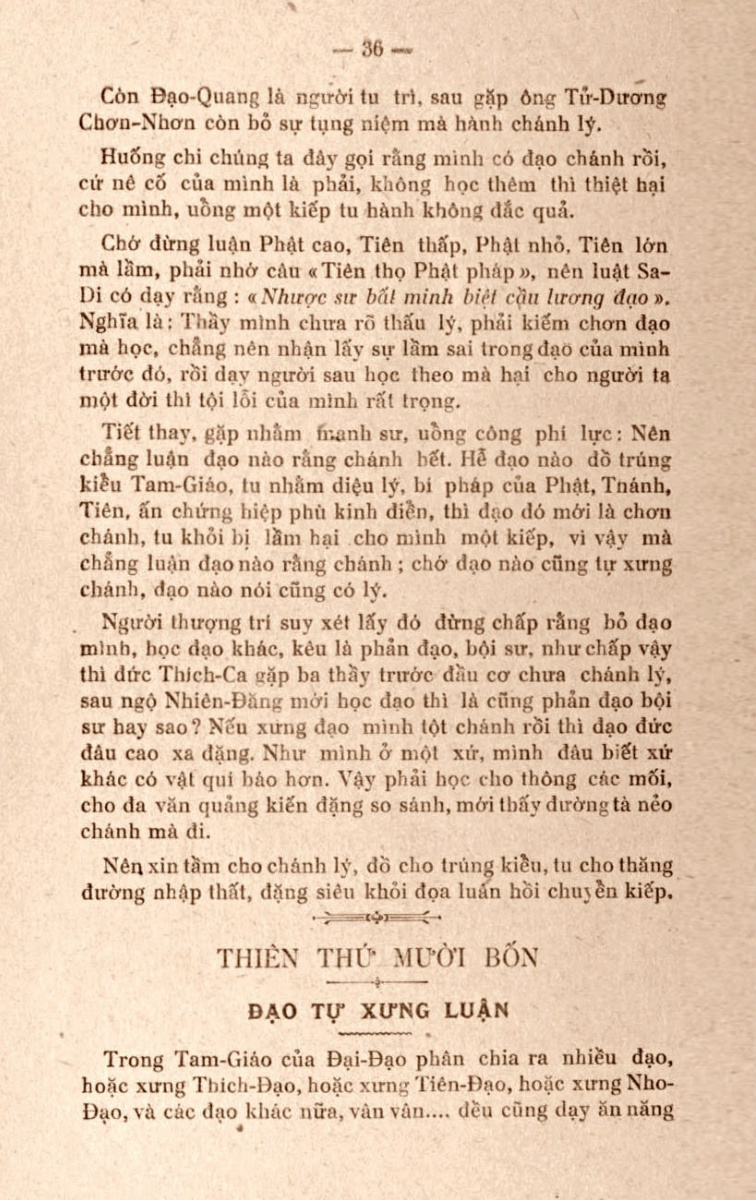 — 36 —
Còn Đạo-Quang là người tu trì, sau gặp ông Tử-Dương
Chơn-Nhơn còn bỏ sự tụng niệm mà hành chánh lý.
Huống chi chúng ta đây gọi rằng mình có đạo chánh rồi,
cứ nê cố của mình là phải, không học thêm thì thiệt hại
cho mình, uổng một kiếp tu hành không đắc quả.
Chớ đừng luận Phật cao, Tiên thấp, Phật nhỏ, Tiên lớn
mà lầm, phải nhớ câu «Tiên thọ Phật pháp», nên luật Sa-
Di có dạy rằng : «Nhược sư bất minh biệt cầu lương đạo».
Nghĩa là: Thầy mình chưa rõ thấu lý, phải kiếm chơn đạo
mà học, chẳng nên nhận lấy sự lầm sai trong đạo của mình
trước đó, rồi dạy người sau học theo mà hại cho người ta
một đời thì tội lỗi của mình rất trọng.
Tiết thay, gặp nhằm manh sư, uổng công phí lực: Nên
chẳng luận đạo nào rằng chánh hết. Hễ đạo nào đồ trúng
kiểu Tam-Giáo, tu nhằm diệu lý, bí pháp của Phật, Thánh,
Tiên, ấn chứng hiệp phù kinh điển, thì đạo đó mới là chơn
chánh, tu khỏi bị lầm hại cho mình một kiếp, vì vậy mà
chẳng luận đạo nào rằng chánh ; chớ đạo nào cũng tự xưng
chánh, đạo nào nói cũng có lý.
Người thượng trí suy xét lấy đó đừng chấp rằng bỏ đạo
mình, học đạo khác, kêu là phản đạo, bội sư, như chấp vậy
thì đức Thích-Ca gặp ba thầy trước đầu cơ chưa chánh lý,
sau ngộ Nhiên-Đăng mới học đạo thì là cũng phản đạo bội
sư hay sao? Nếu xưng đạo mình tột chánh rồi thì đạo đức
đâu cao xa đặng. Như mình ở một xứ, mình đâu biết xứ
khác có vật quí báo hơn. Vậy phải học cho thông các mối,
cho đa văn quảng kiến đặng so sánh, mới thấy đường tà nẻo
chánh mà đi.
Nên xin tầm cho chánh lý, đồ cho trúng kiểu, tu cho thăng
đường nhập thất, đặng siêu khỏi đọa luân hồi chuyển kiếp.
THIÊN THỨ MƯỜI BỐN
ĐẠO TỰ XƯNG LUẬN
Trong Tam-Giáo của Đại-Đạo phân chia ra nhiều đạo,
hoặc xưng Thích-Đạo, hoặc xưng Tiên-Đạo, hoặc xưng Nho-
Đạo, và các đạo khác nữa, vân vân.... đều cũng dạy ăn năng